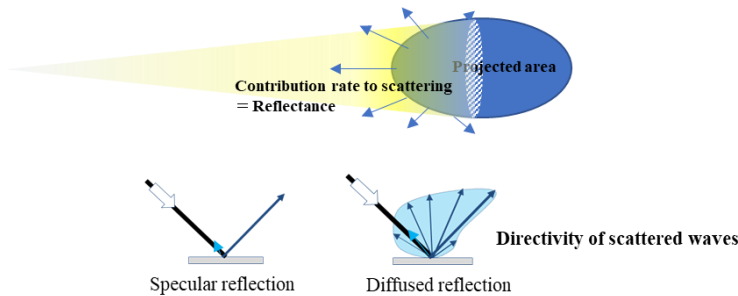 Projected area
Contribution rate to scattering
= Reflectance
Directivity of scattered waves
Specular reflection
Diffused reflection